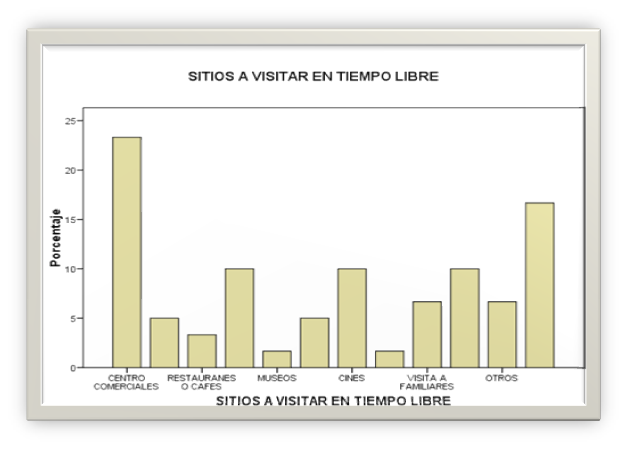 SITIOS A VISITAR EN TIEMPO LIBRE
25
20
15
10
5
0
Porcentaje
CENTRO COMERCIALES
RESTAURANES O CAFES
MUSEOS
CINES
VISITA A FAMILIARES
OTROS
SITIOS A VISITAR EN TIEMPO LIBRE